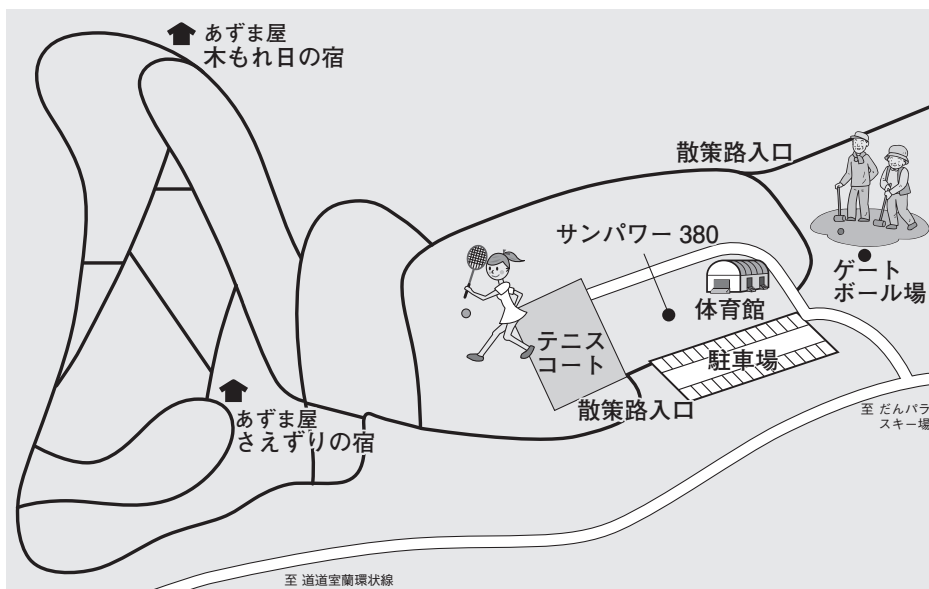 あずま屋
木もれ日の宿
散策路入口
サンパワー 380
ゲート
ボール場
体育館
テニス
コート
駐車場
散策路入口
至 だんパラ
スキー場
あずま屋
さえずりの宿
至 道道室蘭環状線